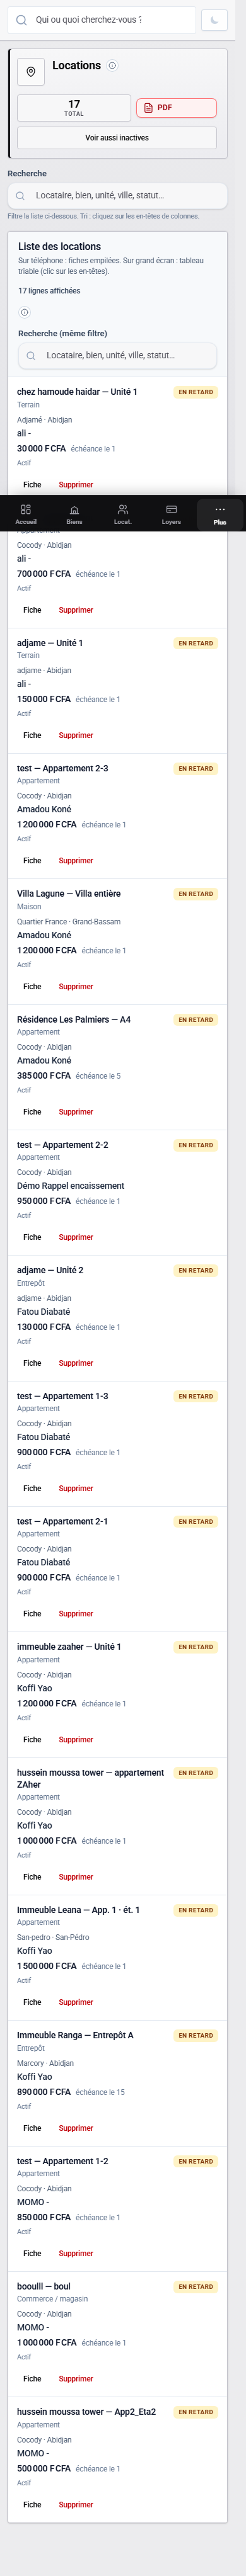 Qui ou quoi cherchez-vous ?
Locations
17
TOTAL
PDF
Voir aussi inactives
Recherche
Locataire, bien, unité, ville, statut...
Filtre la liste ci-dessous. Tri : cliquez sur les en-têtes de colonnes.
Liste des locations
Sur téléphone : fiches empilées. Sur grand écran : tableau
triable (clic sur les en-têtes).
17 lignes affichées
Recherche (même filtre)
Locataire, bien, unité, ville, statut...
chez hamoude haidar — Unité 1 EN RETARD
Terrain
Adjamé · Abidjan
ali -
30 000 F CFA échéance le 1
Actif
Fiche Supprimer
Accueil Biens Locat. Loyers Plus
Cocody · Abidjan
ali -
700 000 F CFA échéance le 1
Actif
Fiche Supprimer
adjame — Unité 1 EN RETARD
Terrain
adjame · Abidjan
ali -
150 000 F CFA échéance le 1
Actif
Fiche Supprimer
test — Appartement 2-3 EN RETARD
Appartement
Cocody · Abidjan
Amadou Koné
1 200 000 F CFA échéance le 1
Actif
Fiche Supprimer
Villa Lagune — Villa entière EN RETARD
Maison
Quartier France · Grand-Bassam
Amadou Koné
1 200 000 F CFA échéance le 1
Actif
Fiche Supprimer
Résidence Les Palmiers — A4 EN RETARD
Appartement
Cocody · Abidjan
Amadou Koné
385 000 F CFA échéance le 5
Actif
Fiche Supprimer
test — Appartement 2-2 EN RETARD
Appartement
Cocody · Abidjan
Démo Rappel encaissement
950 000 F CFA échéance le 1
Actif
Fiche Supprimer
adjame — Unité 2 EN RETARD
Entrepôt
adjame · Abidjan
Fatou Diabaté
130 000 F CFA échéance le 1
Actif
Fiche Supprimer
test — Appartement 1-3 EN RETARD
Appartement
Cocody · Abidjan
Fatou Diabaté
900 000 F CFA échéance le 1
Actif
Fiche Supprimer
test — Appartement 2-1 EN RETARD
Appartement
Cocody · Abidjan
Fatou Diabaté
900 000 F CFA échéance le 1
Actif
Fiche Supprimer
immeuble zaaher — Unité 1 EN RETARD
Appartement
Cocody · Abidjan
Koffi Yao
1 200 000 F CFA échéance le 1
Actif
Fiche Supprimer
hussein moussa tower — appartement EN RETARD
ZAher
Appartement
Cocody · Abidjan
Koffi Yao
1 000 000 F CFA échéance le 1
Actif
Fiche Supprimer
Immeuble Leana — App. 1 · ét. 1 EN RETARD
Appartement
San-pedro · San-Pédro
Koffi Yao
1 500 000 F CFA échéance le 1
Actif
Fiche Supprimer
Immeuble Ranga — Entrepôt A EN RETARD
Entrepôt
Marcory · Abidjan
Koffi Yao
890 000 F CFA échéance le 15
Actif
Fiche Supprimer
test — Appartement 1-2 EN RETARD
Appartement
Cocody · Abidjan
MOMO -
850 000 F CFA échéance le 1
Actif
Fiche Supprimer
booulll — boul EN RETARD
Commerce / magasin
Cocody · Abidjan
MOMO -
1 000 000 F CFA échéance le 1
Actif
Fiche Supprimer
hussein moussa tower — App2_Eta2 EN RETARD
Appartement
Cocody · Abidjan
MOMO -
500 000 F CFA échéance le 1
Actif
Fiche Supprimer